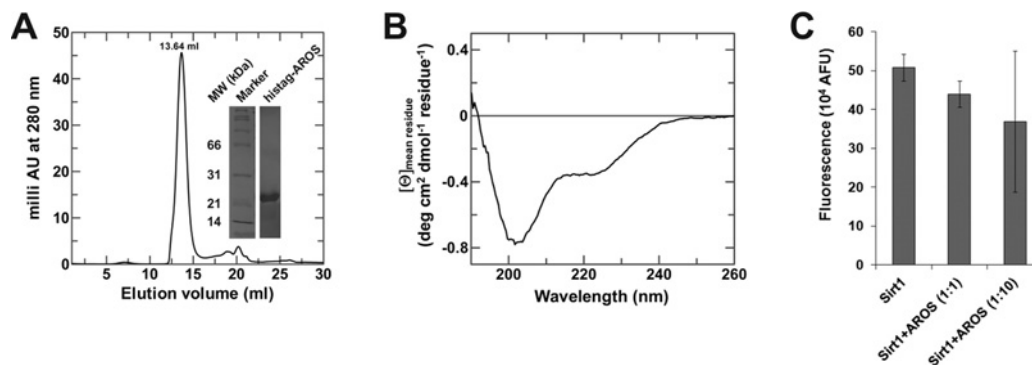 A
milli AU at 280 nm
50
40
30
20
10
0
13.64 ml
MW (kDa)
Marker
histag-AROS
66
31
21
14
5 10 15 20 25 30
Elution volume (ml)
B
[Θ]mean residue
(deg cm² dmol⁻¹ residue⁻¹)
0.4
0
-0.4
-0.8
200 220 240 260
Wavelength (nm)
C
Fluorescence (10⁴ AFU)
60
50
40
30
20
10
0
Sirt1
Sirt1+AROS (1:1)
Sirt1+AROS (1:10)